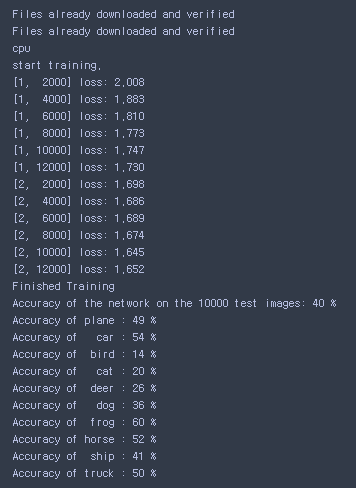 Files already downloaded and verified
Files already downloaded and verified
cpu
start training.
[1,  2000] loss: 2.008
[1,  4000] loss: 1.883
[1,  6000] loss: 1.810
[1,  8000] loss: 1.773
[1, 10000] loss: 1.747
[1, 12000] loss: 1.730
[2,  2000] loss: 1.698
[2,  4000] loss: 1.686
[2,  6000] loss: 1.689
[2,  8000] loss: 1.674
[2, 10000] loss: 1.645
[2, 12000] loss: 1.652
Finished Training
Accuracy of the network on the 10000 test images: 40 %
Accuracy of plane : 49 %
Accuracy of   car : 54 %
Accuracy of  bird : 14 %
Accuracy of   cat : 20 %
Accuracy of  deer : 26 %
Accuracy of   dog : 36 %
Accuracy of  frog : 60 %
Accuracy of horse : 52 %
Accuracy of  ship : 41 %
Accuracy of truck : 50 %